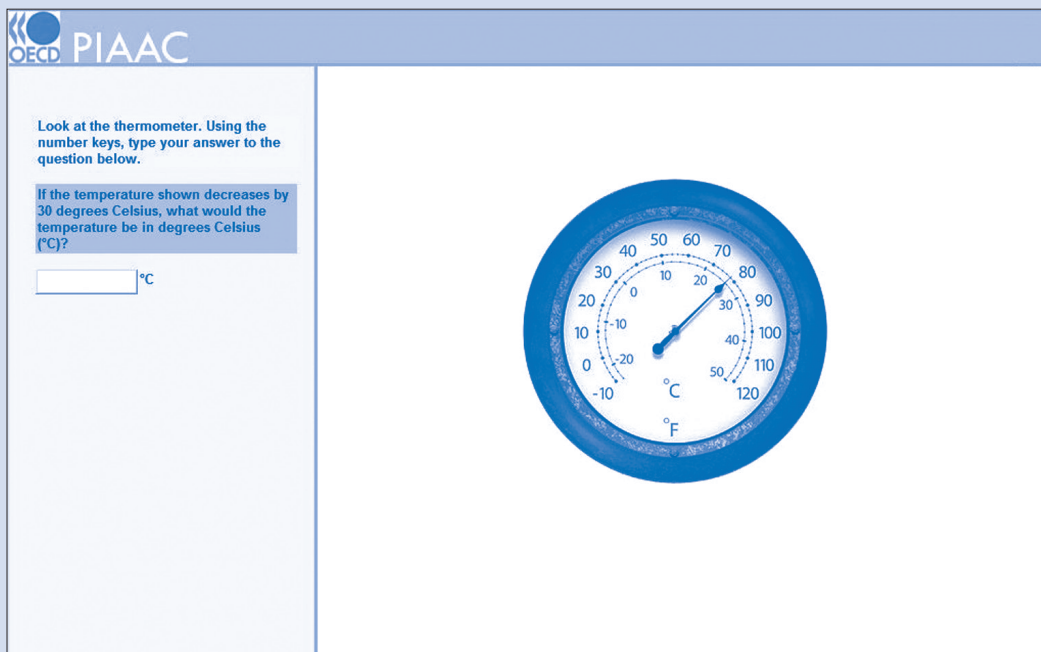 OECD PIAAC
Look at the thermometer. Using the
number keys, type your answer to the
question below.
If the temperature shown decreases by
30 degrees Celsius, what would the
temperature be in degrees Celsius
(°C)?
°C
50 60
40 70
30 80
20 90
10 100
0 110
-10 120
10
0 20
-10 30
-20 40
50
°C
°F